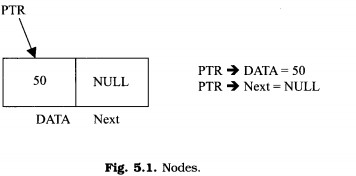 PTR
50 NULL
PTR ➔ DATA = 50
PTR ➔ Next = NULL
DATA Next
Fig. 5.1. Nodes.